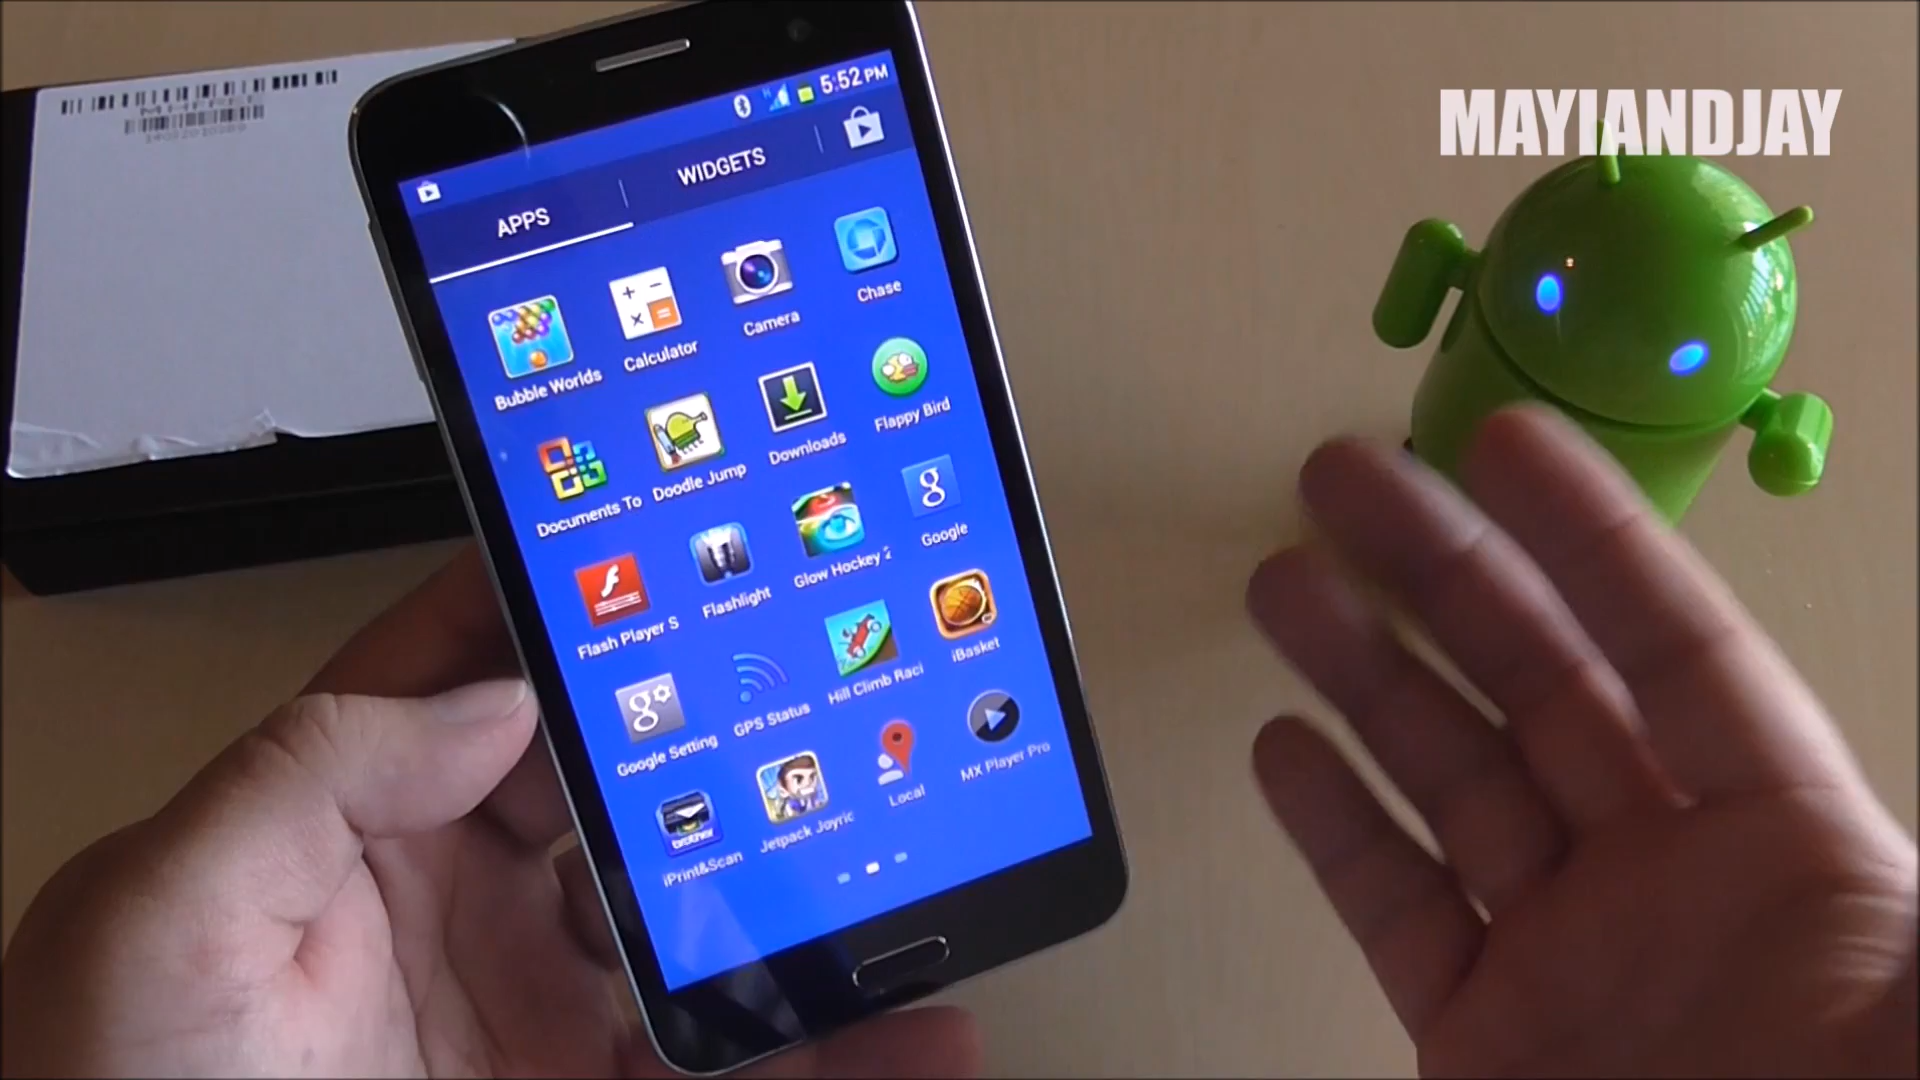 MAYIANDJAY
5:52 PM
APPS
WIDGETS
Bubble Worlds
Calculator
Camera
Chase
Documents To
Doodle Jump
Downloads
Flappy Bird
Flash Player S
Flashlight
Glow Hockey 2
Google
Google Setting
GPS Status
Hill Climb Raci
iBasket
brother
iPrint&Scan
Jetpack Joyric
Local
MX Player Pro